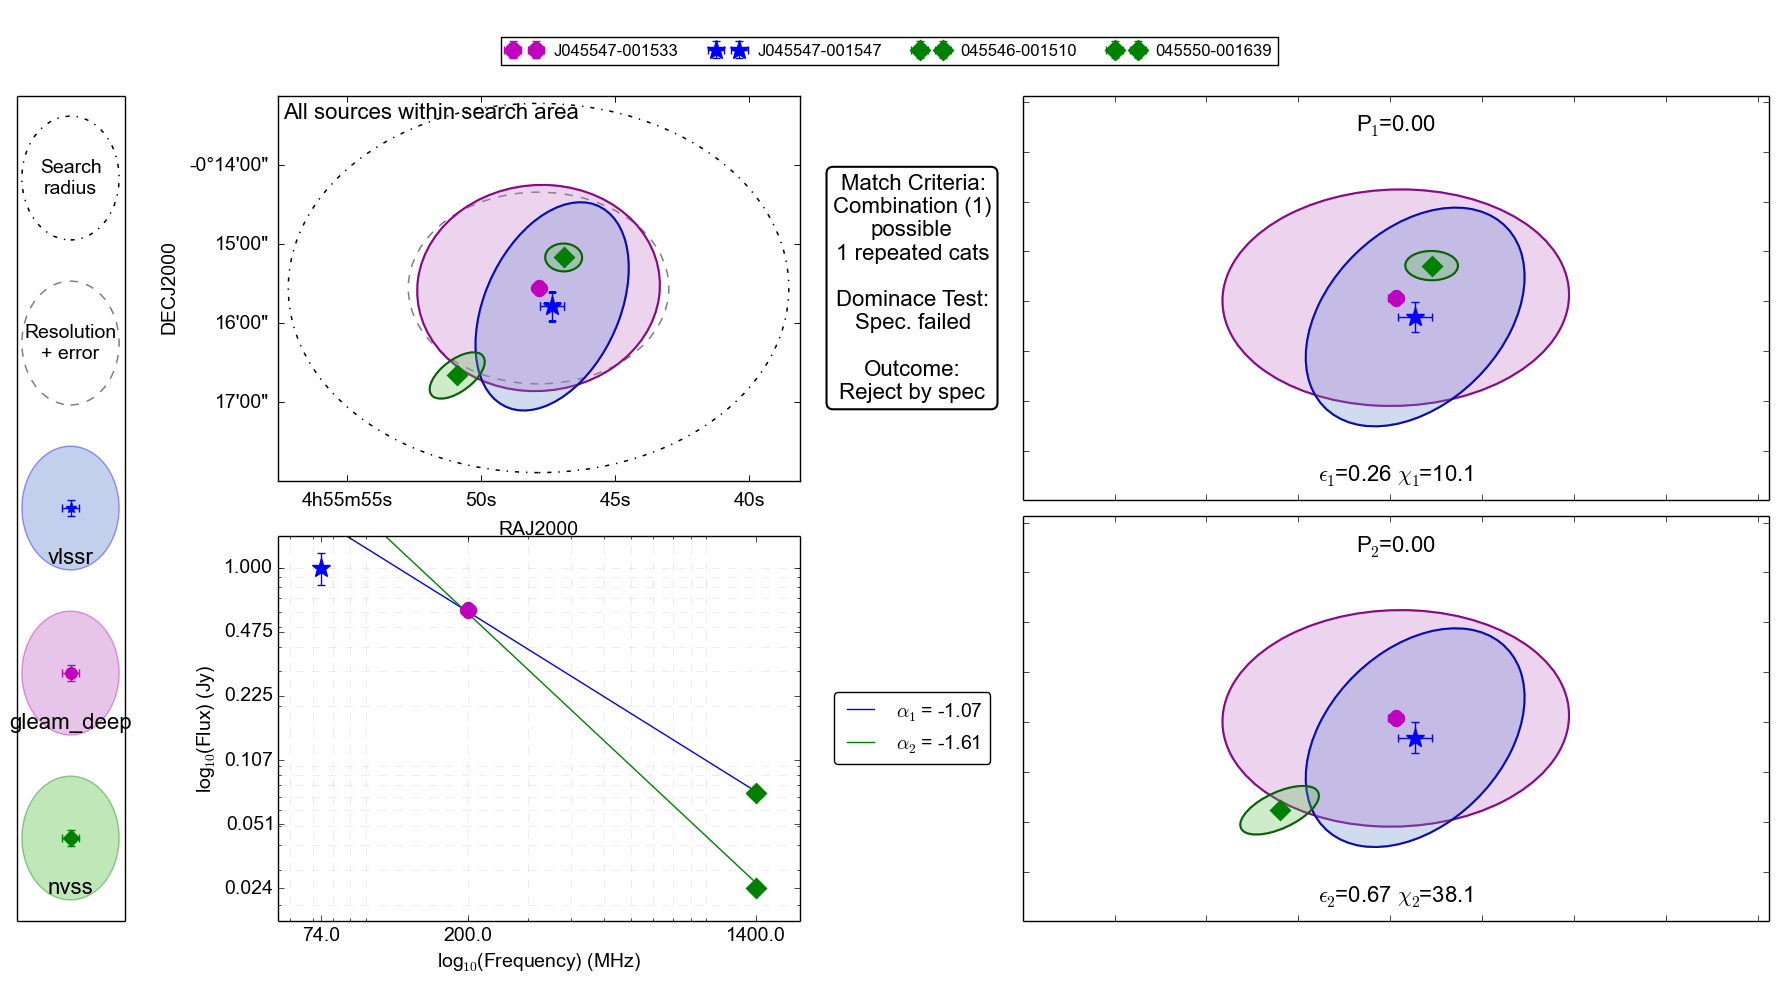 J045547-001533 J045547-001547 045546-001510 045550-001639
Search
radius
Resolution
+ error
vlssr
gleam_deep
nvss
All sources within search area
DECJ2000
-0°14'00"
15'00"
16'00"
17'00"
4h55m55s 50s 45s 40s
RAJ2000
Match Criteria:
Combination (1)
possible
1 repeated cats
Dominace Test:
Spec. failed
Outcome:
Reject by spec
P₁=0.00
ϵ₁=0.26 χ₁=10.1
log₁₀(Flux) (Jy)
1.000
0.475
0.225
0.107
0.051
0.024
74.0 200.0 1400.0
log₁₀(Frequency) (MHz)
α₁ = -1.07
α₂ = -1.61
P₂=0.00
ϵ₂=0.67 χ₂=38.1